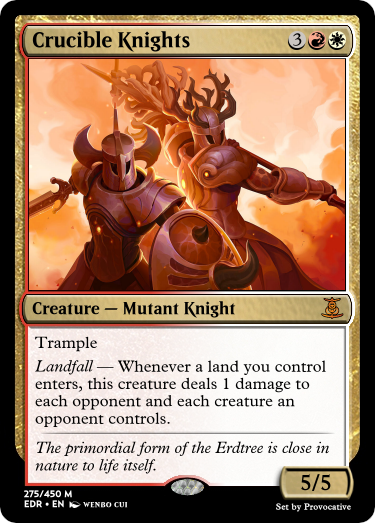 Crucible Knights 3
Creature — Mutant Knight
Trample
Landfall — Whenever a land you control
enters, this creature deals 1 damage to
each opponent and each creature an
opponent controls.
The primordial form of the Erdtree is close in
nature to life itself.
5/5
275/450 M
EDR • EN WENBO CUI
Set by Provocative